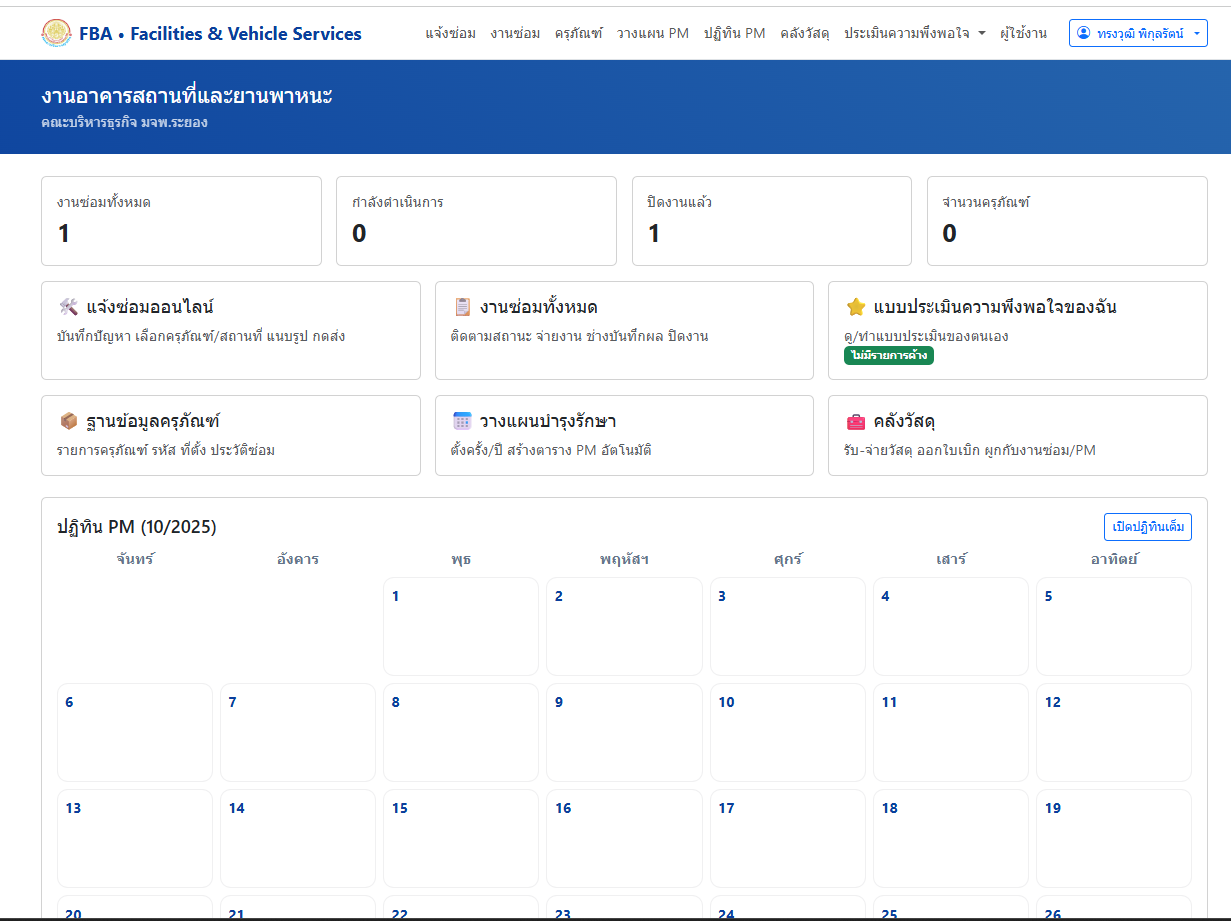 FBA • Facilities & Vehicle Services
แจ้งซ่อม งานซ่อม ครุภัณฑ์ วางแผน PM ปฏิทิน PM คลังวัสดุ ประเมินความพึงพอใจ ผู้ใช้งาน ทรงวุฒิ พิกุลรัตน์
งานอาคารสถานที่และยานพาหนะ
คณะบริหารธุรกิจ มจพ.ระยอง
งานซ่อมทั้งหมด
1
กำลังดำเนินการ
0
ปิดงานแล้ว
1
จำนวนครุภัณฑ์
0
แจ้งซ่อมออนไลน์
บันทึกปัญหา เลือกครุภัณฑ์/สถานที่ แนบรูป กดส่ง
งานซ่อมทั้งหมด
ติดตามสถานะ จ่ายงาน ช่างบันทึกผล ปิดงาน
แบบประเมินความพึงพอใจของฉัน
ดู/ทำแบบประเมินของตนเอง
ไม่มีรายการค้าง
ฐานข้อมูลครุภัณฑ์
รายการครุภัณฑ์ รหัส ที่ตั้ง ประวัติซ่อม
วางแผนบำรุงรักษา
ตั้งครั้ง/ปี สร้างตาราง PM อัตโนมัติ
คลังวัสดุ
รับ-จ่ายวัสดุ ออกใบเบิก ผูกกับงานซ่อม/PM
ปฏิทิน PM (10/2025)
เปิดปฏิทินเต็ม
จันทร์ อังคาร พุธ พฤหัสฯ ศุกร์ เสาร์ อาทิตย์
1 2 3 4 5
6 7 8 9 10 11 12
13 14 15 16 17 18 19
20 21 22 23 24 25 26